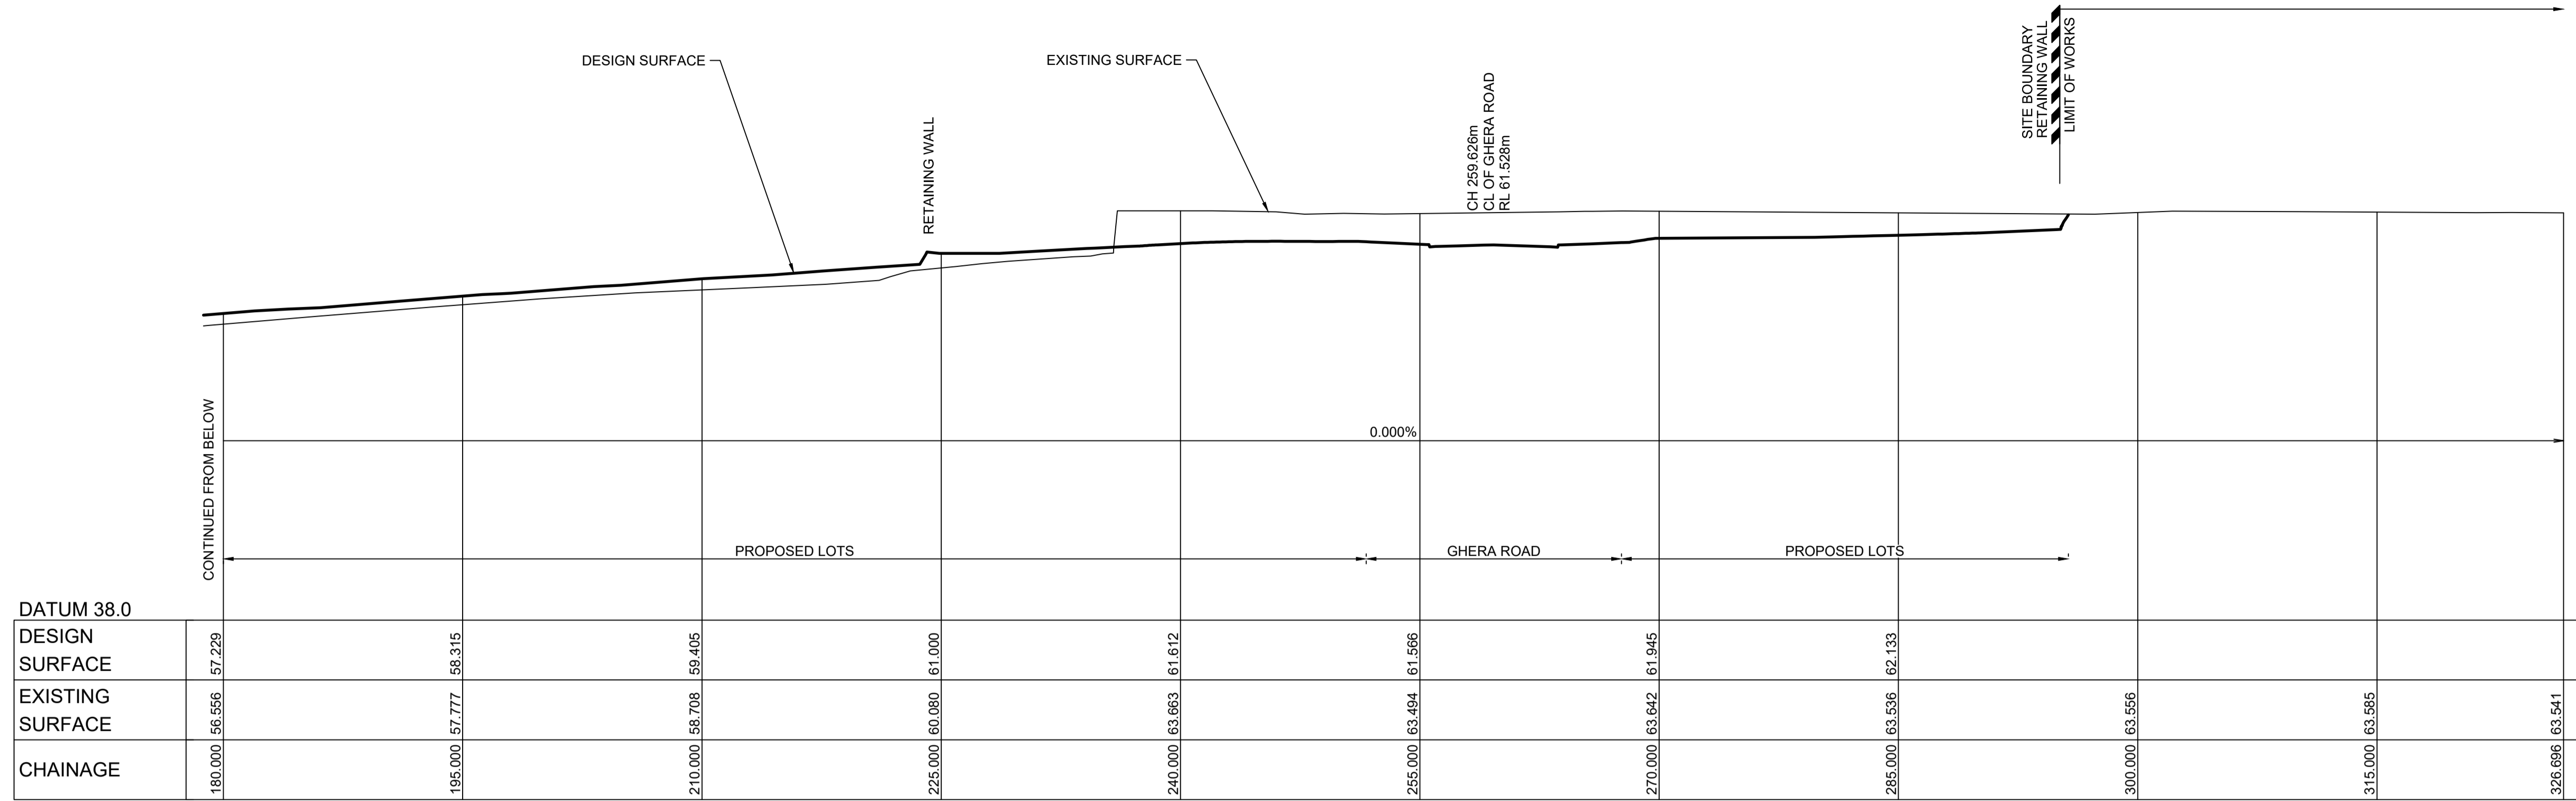 DESIGN SURFACE
EXISTING SURFACE
RETAINING WALL
CH 259.626m
CL OF GHERA ROAD
RL 61.528m
SITE BOUNDARY
RETAINING WALL
LIMIT OF WORKS
CONTINUED FROM BELOW
0.000%
PROPOSED LOTS
GHERA ROAD
PROPOSED LOTS
DATUM 38.0
DESIGN
SURFACE
57.229 58.315 59.405 61.000 61.612 61.566 61.945 62.133
EXISTING
SURFACE
56.556 57.777 58.708 60.080 63.663 63.494 63.642 63.536 63.556 63.585 63.541
CHAINAGE
180.000 195.000 210.000 225.000 240.000 255.000 270.000 285.000 300.000 315.000 326.696